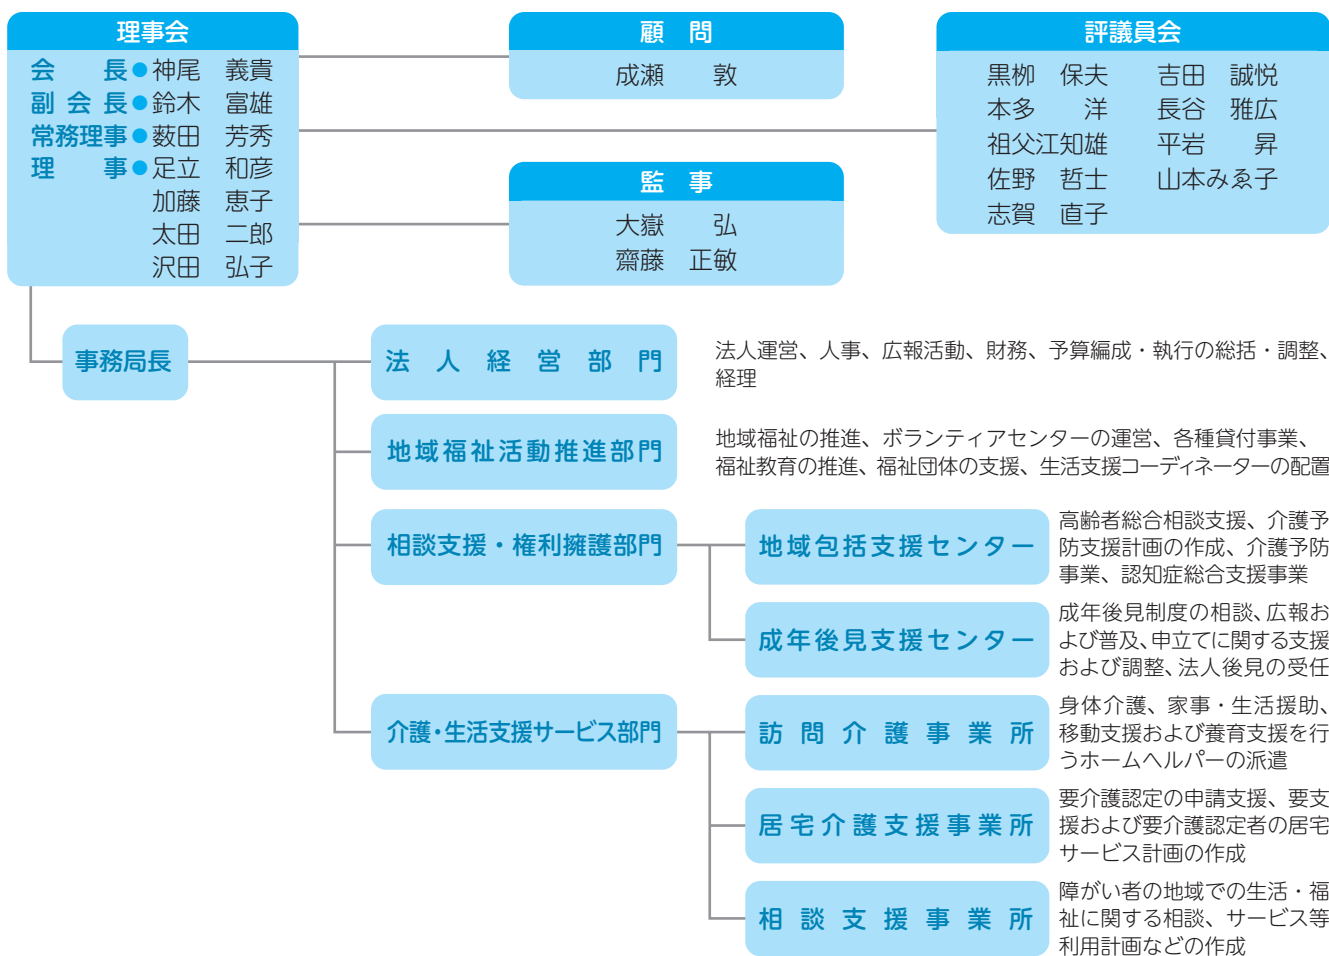 理事会
会長●神尾 義貴
副会長●鈴木 富雄
常務理事●薮田 芳秀
理事●足立 和彦
加藤 恵子
太田 二郎
沢田 弘子
顧問
成瀬 敦
監事
大嶽 弘
齋藤 正敏
評議員会
黒栁 保夫 吉田 誠悦
本多 洋 長谷 雅広
祖父江知雄 平岩 昇
佐野 哲士 山本みゑ子
志賀 直子
事務局長
法人経営部門
法人運営、人事、広報活動、財務、予算編成・執行の総括・調整、
経理
地域福祉活動推進部門
地域福祉の推進、ボランティアセンターの運営、各種貸付事業、
福祉教育の推進、福祉団体の支援、生活支援コーディネーターの配置
相談支援・権利擁護部門
地域包括支援センター
高齢者総合相談支援、介護予
防支援計画の作成、介護予防
事業、認知症総合支援事業
成年後見支援センター
成年後見制度の相談、広報お
よび普及、申立てに関する支援
および調整、法人後見の受任
介護・生活支援サービス部門
訪問介護事業所
身体介護、家事・生活援助、
移動支援および養育支援を行
うホームヘルパーの派遣
居宅介護支援事業所
要介護認定の申請支援、要支
援および要介護認定者の居宅
サービス計画の作成
相談支援事業所
障がい者の地域での生活・福
祉に関する相談、サービス等
利用計画などの作成